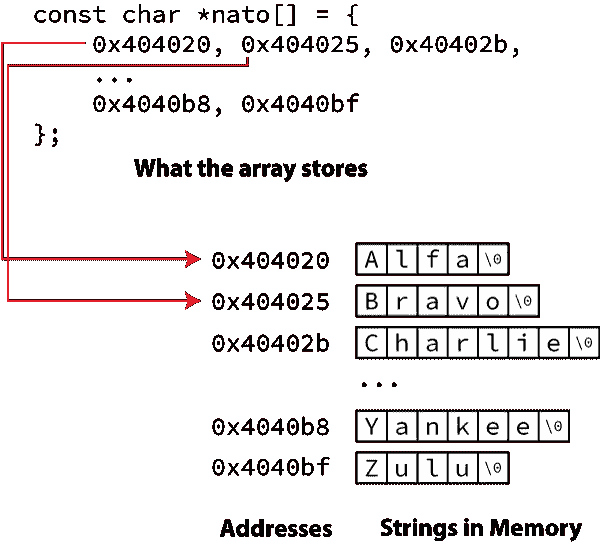 const char *nato[] = {
0x404020, 0x404025, 0x40402b,
...
0x4040b8, 0x4040bf
};
What the array stores
0x404020 A l f a \0
0x404025 B r a v o \0
0x40402b C h a r l i e \0
...
0x4040b8 Y a n k e e \0
0x4040bf Z u l u \0
Addresses Strings in Memory